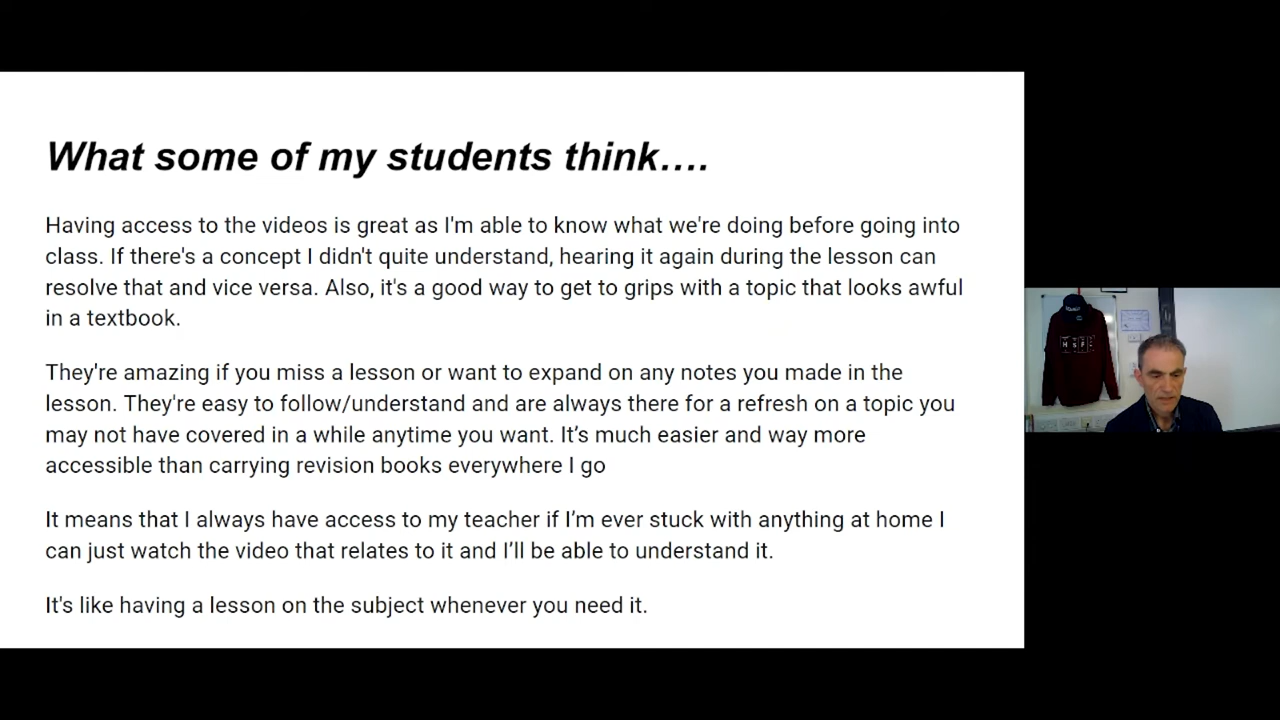 What some of my students think….
Having access to the videos is great as I'm able to know what we're doing before going into
class. If there's a concept I didn't quite understand, hearing it again during the lesson can
resolve that and vice versa. Also, it's a good way to get to grips with a topic that looks awful
in a textbook.
They're amazing if you miss a lesson or want to expand on any notes you made in the
lesson. They're easy to follow/understand and are always there for a refresh on a topic you
may not have covered in a while anytime you want. It’s much easier and way more
accessible than carrying revision books everywhere I go
It means that I always have access to my teacher if I’m ever stuck with anything at home I
can just watch the video that relates to it and I’ll be able to understand it.
It's like having a lesson on the subject whenever you need it.